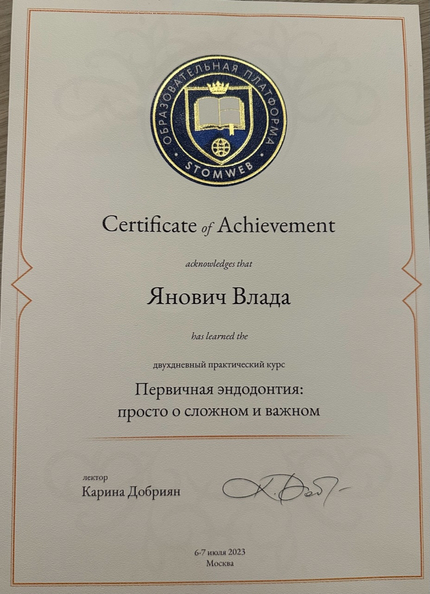 ОБРАЗОВАТЕЛЬНАЯ ПЛАТФОРМА
• STOMWEB •
Certificate of Achievement
acknowledges that
Янович Влада
has learned the
двухдневный практический курс
Первичная эндодонтия:
просто о сложном и важном
лектор
Карина Добриян
6-7 июля 2023
Москва